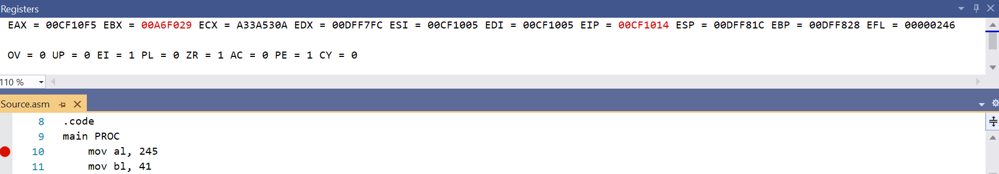 Registers
EAX = 00CF10F5 EBX = 00A6F029 ECX = A33A530A EDX = 00DFF7FC ESI = 00CF1005 EDI = 00CF1005 EIP = 00CF1014 ESP = 00DFF81C EBP = 00DFF828 EFL = 00000246
OV = 0 UP = 0 EI = 1 PL = 0 ZR = 1 AC = 0 PE = 1 CY = 0
110 %
Source.asm
8 .code
9 main PROC
10 mov al, 245
11 mov bl, 41